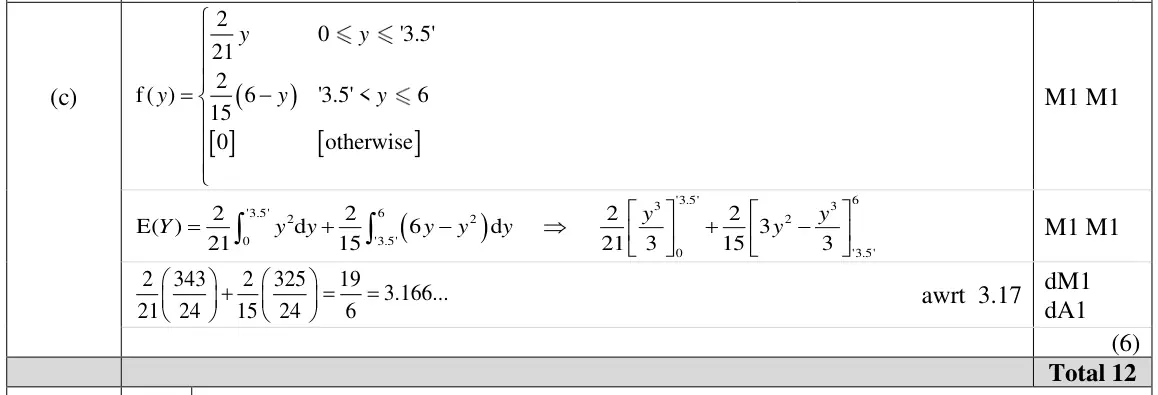 (c) f(y) = { 2/21 y 0 ⩽ y ⩽ '3.5' M1 M1
2/15 (6 − y) '3.5' < y ⩽ 6
[0] [otherwise]
E(Y) = 2/21 ∫₀^'3.5' y² dy + 2/15 ∫_'3.5'^6 (6y − y²) dy ⇒ 2/21 [y³/3]₀^'3.5' + 2/15 [3y² − y³/3]_'3.5'^6 M1 M1
2/21 (343/24) + 2/15 (325/24) = 19/6 = 3.166... awrt 3.17 dM1
dA1
(6)
Total 12